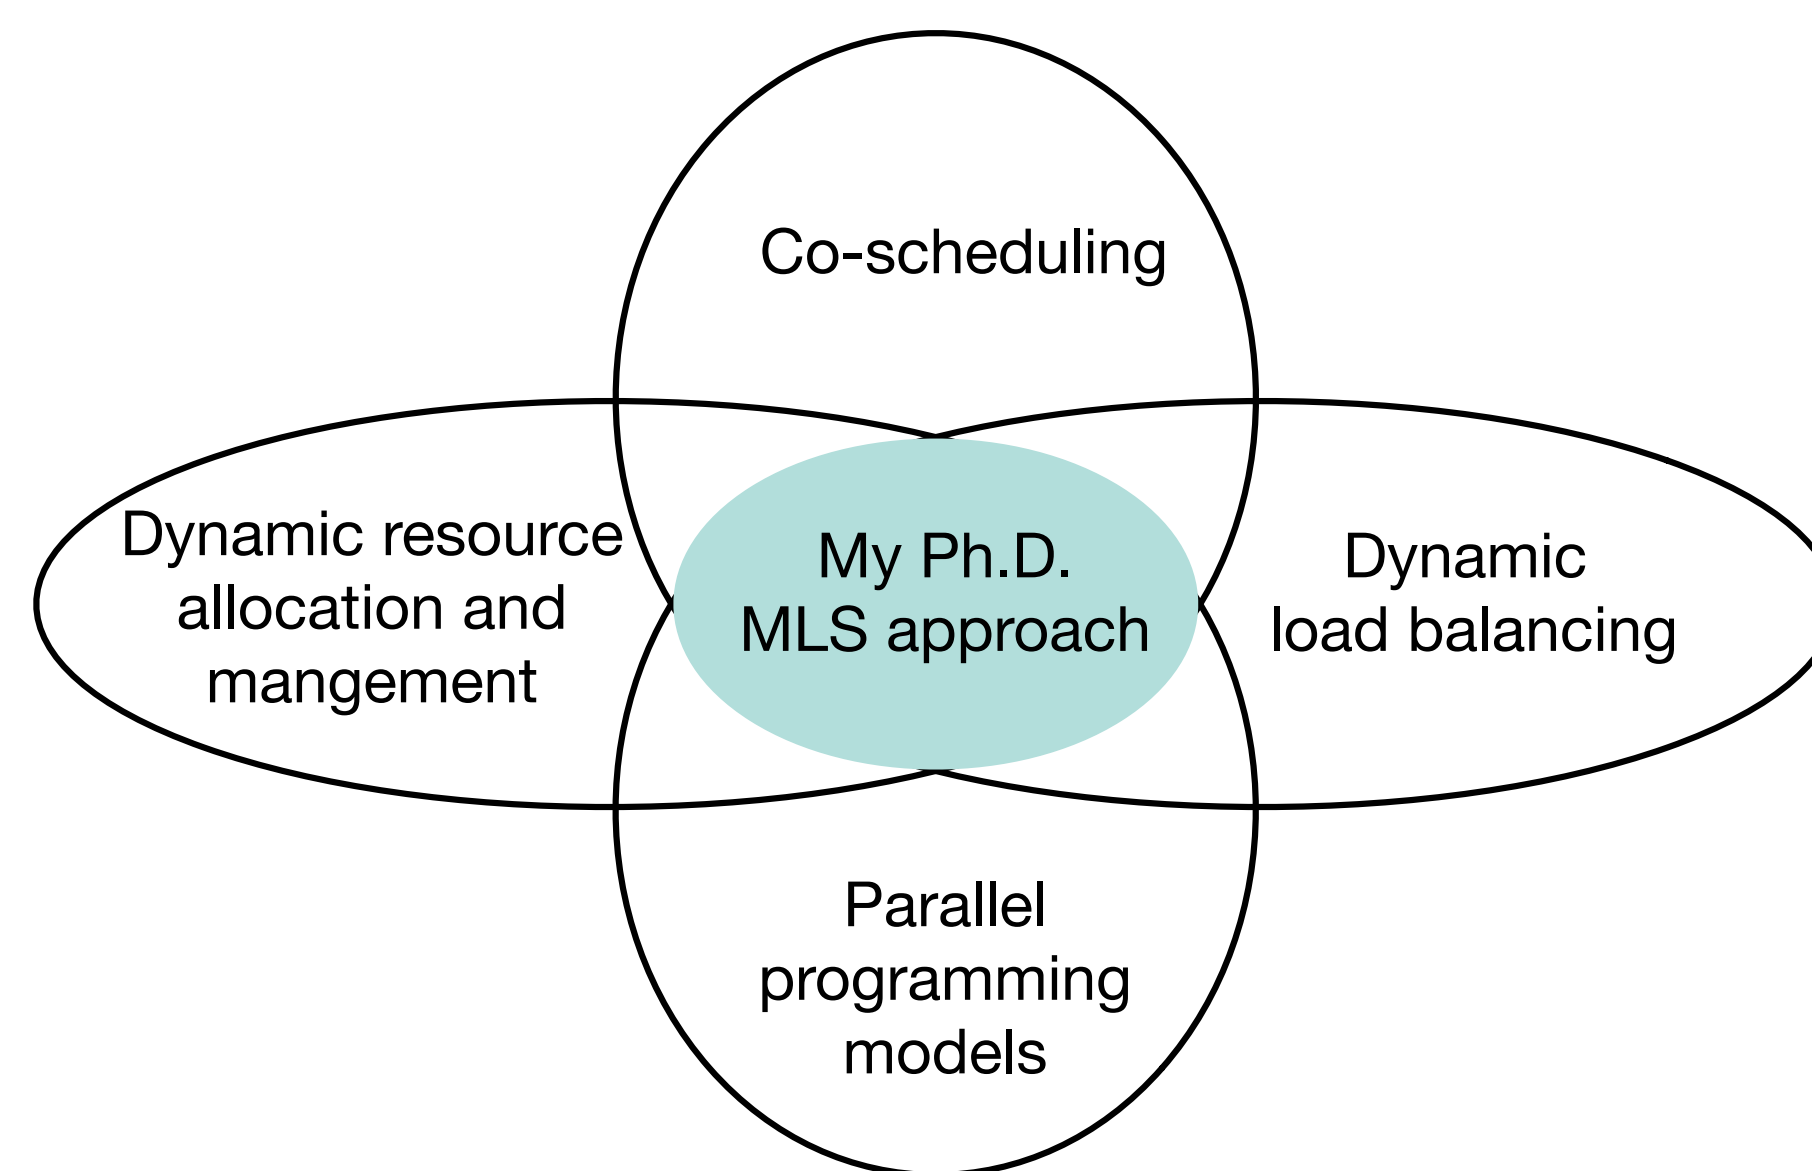 Co-scheduling
Dynamic resource
allocation and
mangement
My Ph.D.
MLS approach
Dynamic
load balancing
Parallel
programming
models